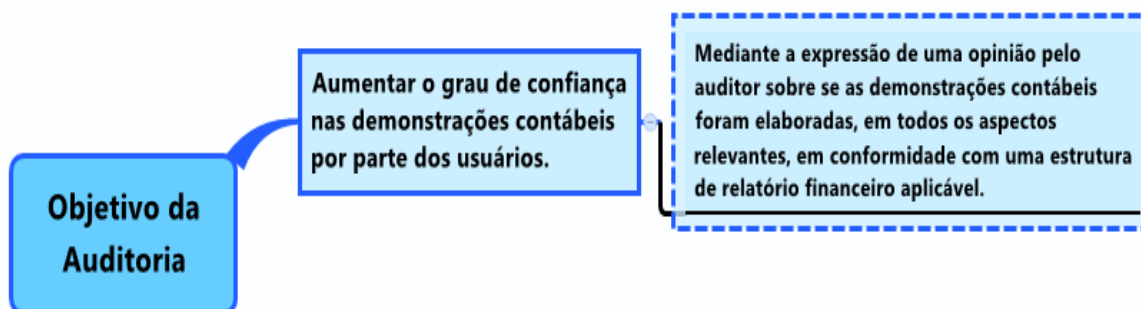 Objetivo da
Auditoria
Aumentar o grau de confiança
nas demonstrações contábeis
por parte dos usuários.
Mediante a expressão de uma opinião pelo
auditor sobre se as demonstrações contábeis
foram elaboradas, em todos os aspectos
relevantes, em conformidade com uma estrutura
de relatório financeiro aplicável.